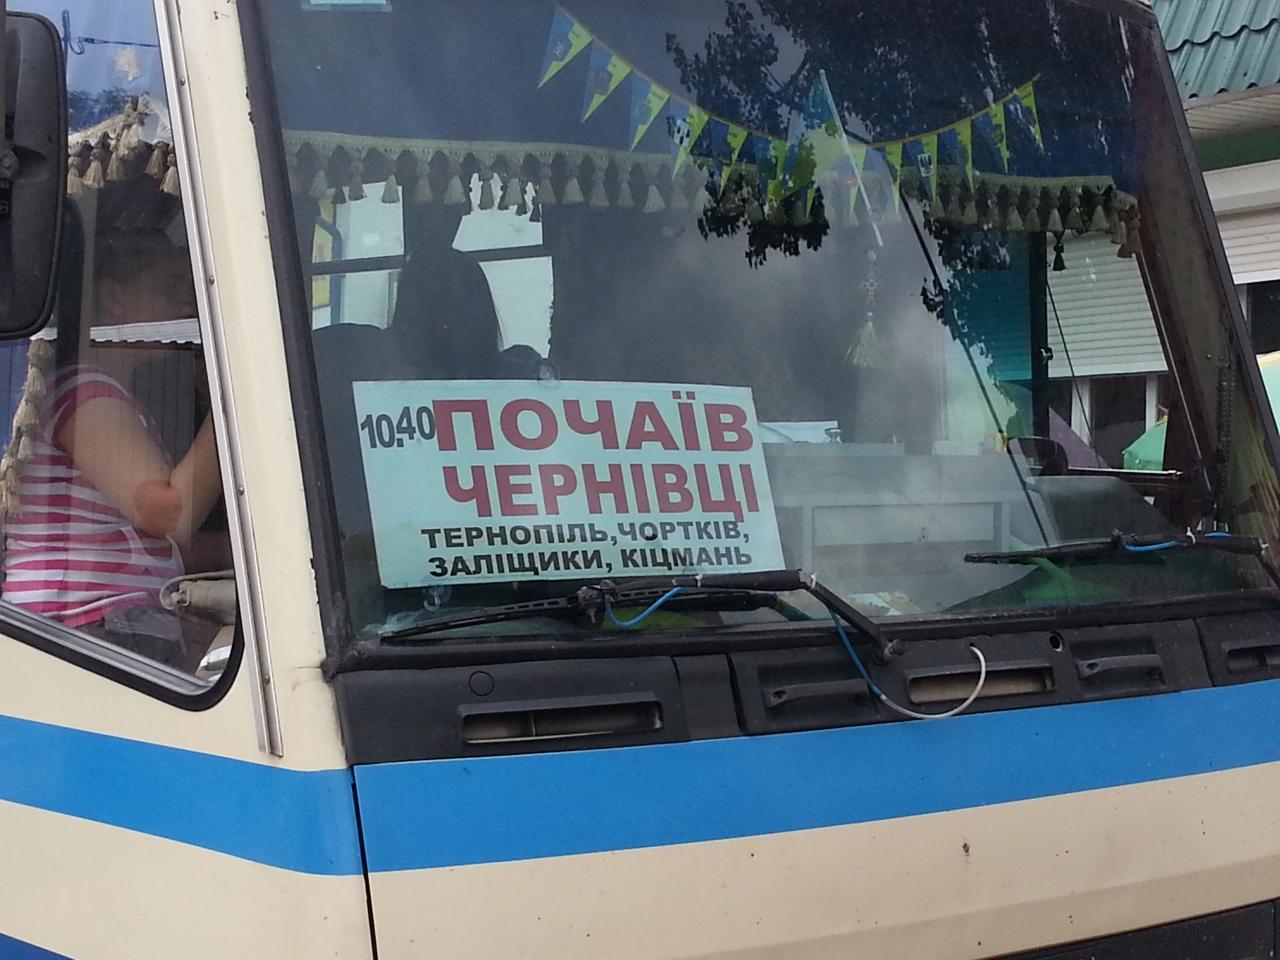 10.40 ПОЧАЇВ
ЧЕРНІВЦІ
ТЕРНОПІЛЬ, ЧОРТКІВ,
ЗАЛІЩИКИ, КІЦМАНЬ